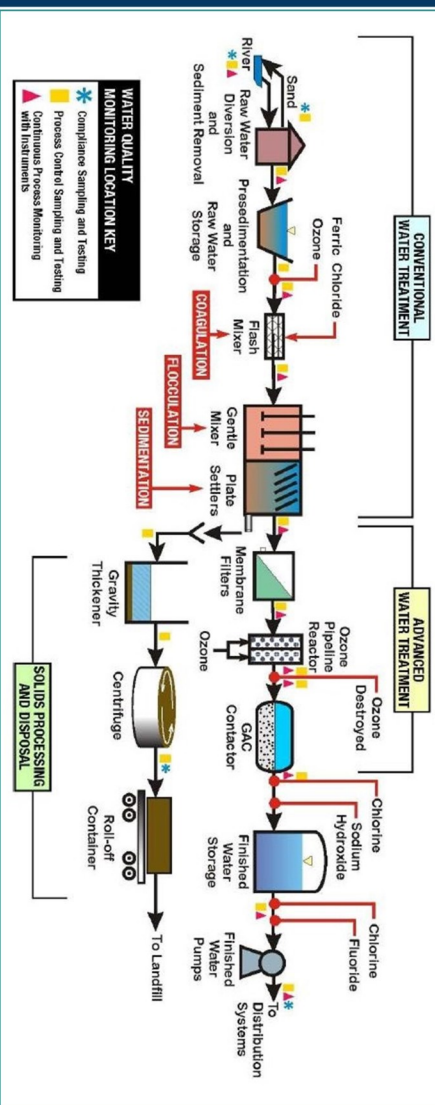 CONVENTIONAL
WATER TREATMENT
ADVANCED
WATER TREATMENT
Sand
River
Raw Water
Diversion
and
Sediment Removal
Presedimentation
and
Raw Water
Storage
Ferric Chloride
Ozone
Flash
Mixer
COAGULATION
Gentle
Mixer
FLOCCULATION
Plate
Settlers
SEDIMENTATION
Membrane
Filters
Ozone
Pipeline
Reactor
Ozone
Ozone
Destroyed
GAC
Contactor
Chlorine
Sodium
Hydroxide
Finished
Water
Storage
Chlorine
Fluoride
Finished
Water
Pumps
To
Distribution
Systems
Gravity
Thickener
Centrifuge
Roll-off
Container
To Landfill
SOLIDS PROCESSING
AND DISPOSAL
WATER QUALITY
MONITORING LOCATION KEY
Compliance Sampling and Testing
Process Control Sampling and Testing
Continuous Process Monitoring
with Instruments